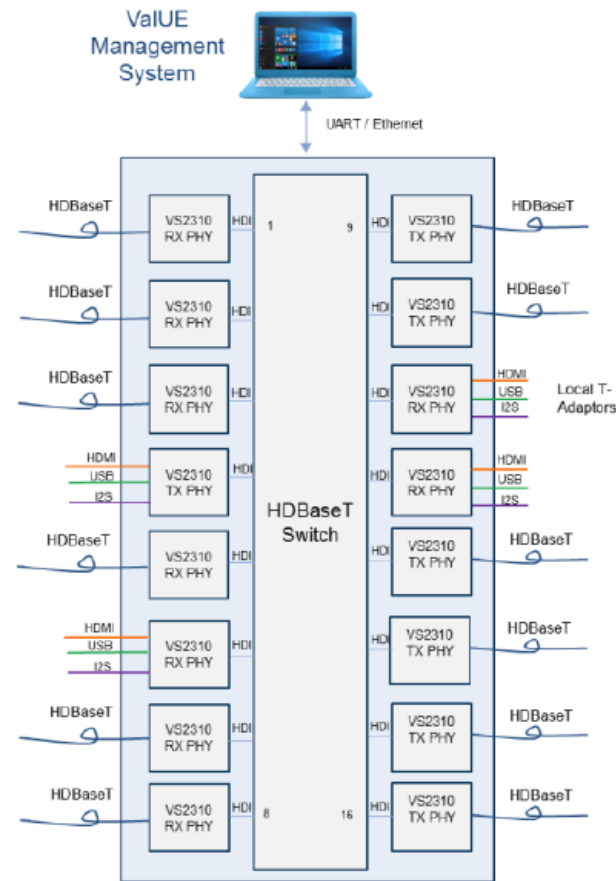 ValUE
Management
System
UART / Ethernet
HDBaseT
VS2310
RX PHY
HDI
1
9
HDI
VS2310
TX PHY
HDBaseT
HDBaseT
VS2310
RX PHY
HDI
HDI
VS2310
TX PHY
HDBaseT
HDBaseT
VS2310
RX PHY
HDI
HDI
VS2310
RX PHY
HDMI
USB
I2S
Local T-
Adaptors
HDMI
USB
I2S
VS2310
TX PHY
HDI
HDBaseT
Switch
HDI
VS2310
RX PHY
HDMI
USB
I2S
HDBaseT
VS2310
RX PHY
HDI
HDI
VS2310
TX PHY
HDBaseT
HDMI
USB
I2S
VS2310
RX PHY
HDI
HDI
VS2310
TX PHY
HDBaseT
HDBaseT
VS2310
RX PHY
HDI
HDI
VS2310
TX PHY
HDBaseT
HDBaseT
VS2310
RX PHY
HDI
8
16
HDI
VS2310
TX PHY
HDBaseT